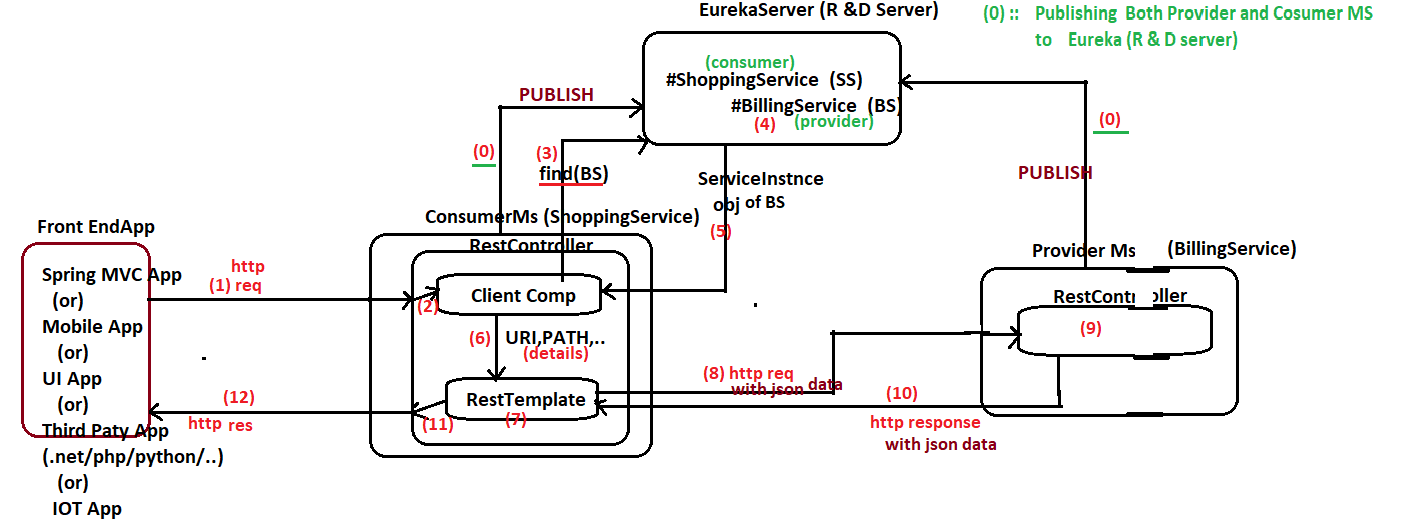 EurekaServer (R &D Server)
(0) :: Publishing Both Provider and Cosumer MS
to Eureka (R & D server)
(consumer)
#ShoppingService (SS)
#BillingService (BS)
(4) (provider)
PUBLISH
(0)
(3)
find(BS)
(0)
PUBLISH
ServiceInstnce
obj of BS
(5)
ConsumerMs (ShoppingService)
RestController
Client Comp
(2)
(6) URI,PATH,..
(details)
RestTemplate
(7)
(11)
Front EndApp
Spring MVC App
(or)
Mobile App
(or)
UI App
(or)
Third Paty App
(.net/php/python/..)
(or)
IOT App
http
(1) req
(12)
http res
(8) http req
with json data
(10)
http response
with json data
Provider Ms (BillingService)
RestContr ller
(9)